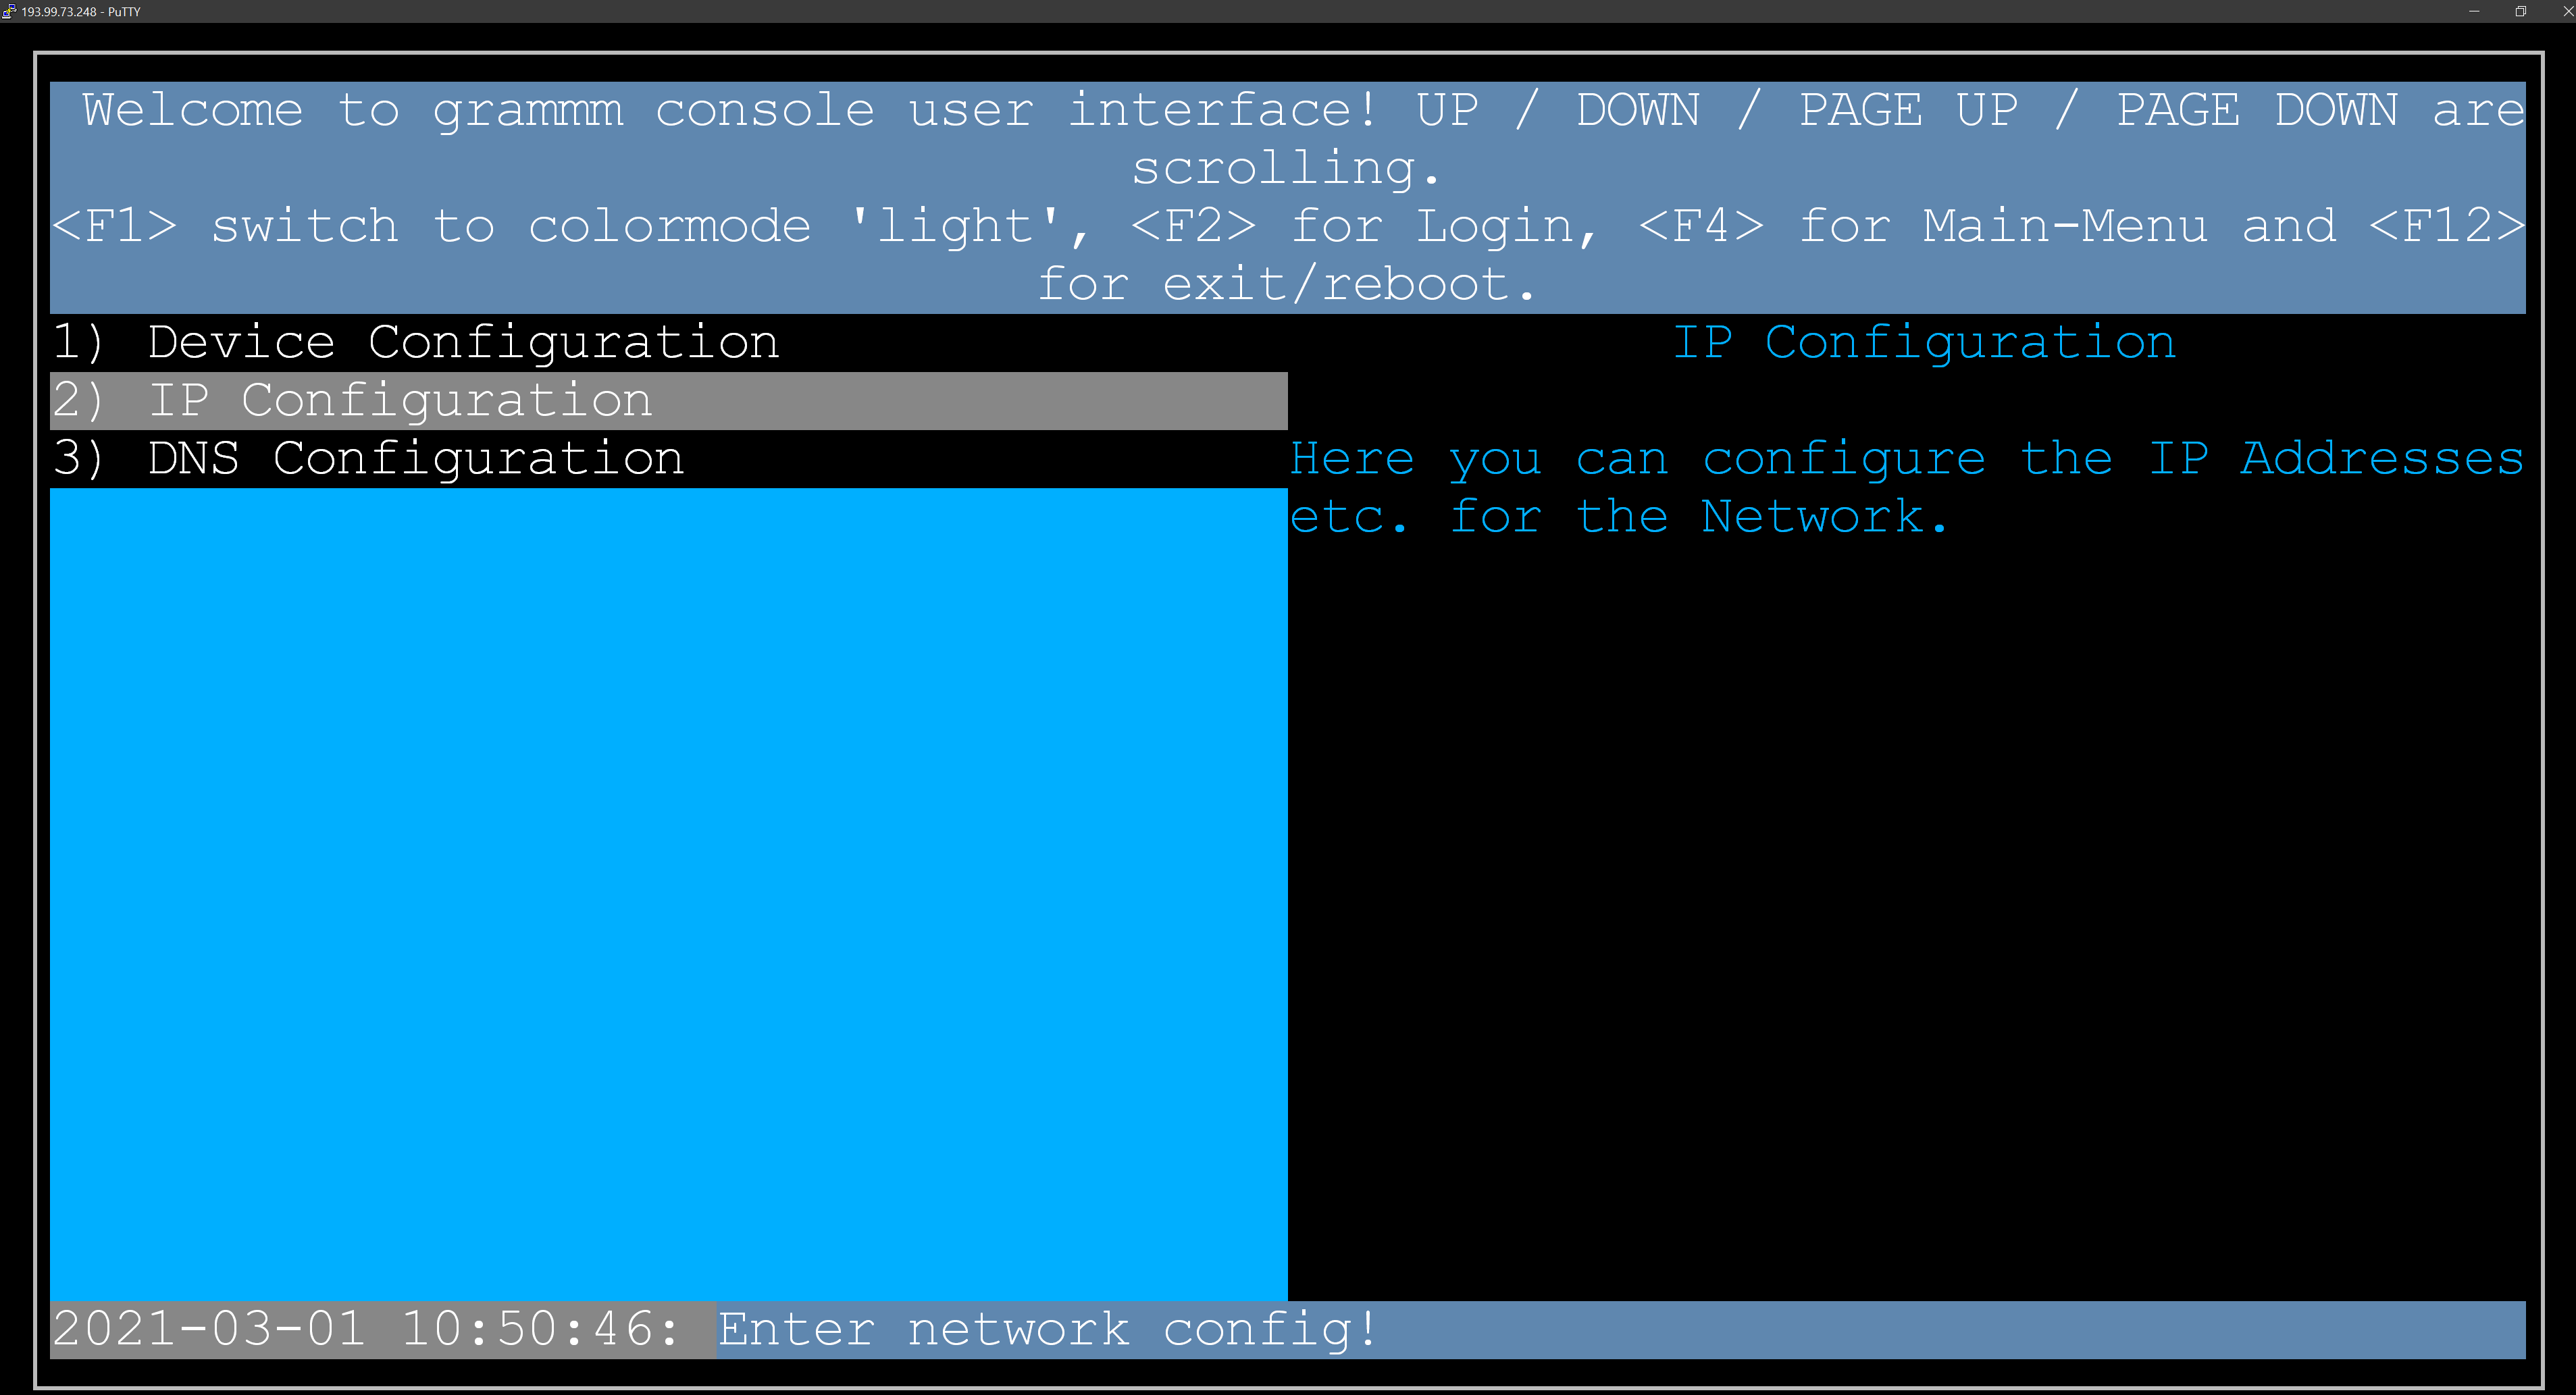 193.99.73.248 - PuTTY
Welcome to grammm console user interface! UP / DOWN / PAGE UP / PAGE DOWN are
scrolling.
<F1> switch to colormode 'light', <F2> for Login, <F4> for Main-Menu and <F12>
for exit/reboot.
1) Device Configuration
IP Configuration
2) IP Configuration
3) DNS Configuration
Here you can configure the IP Addresses
etc. for the Network.
2021-03-01 10:50:46: Enter network config!